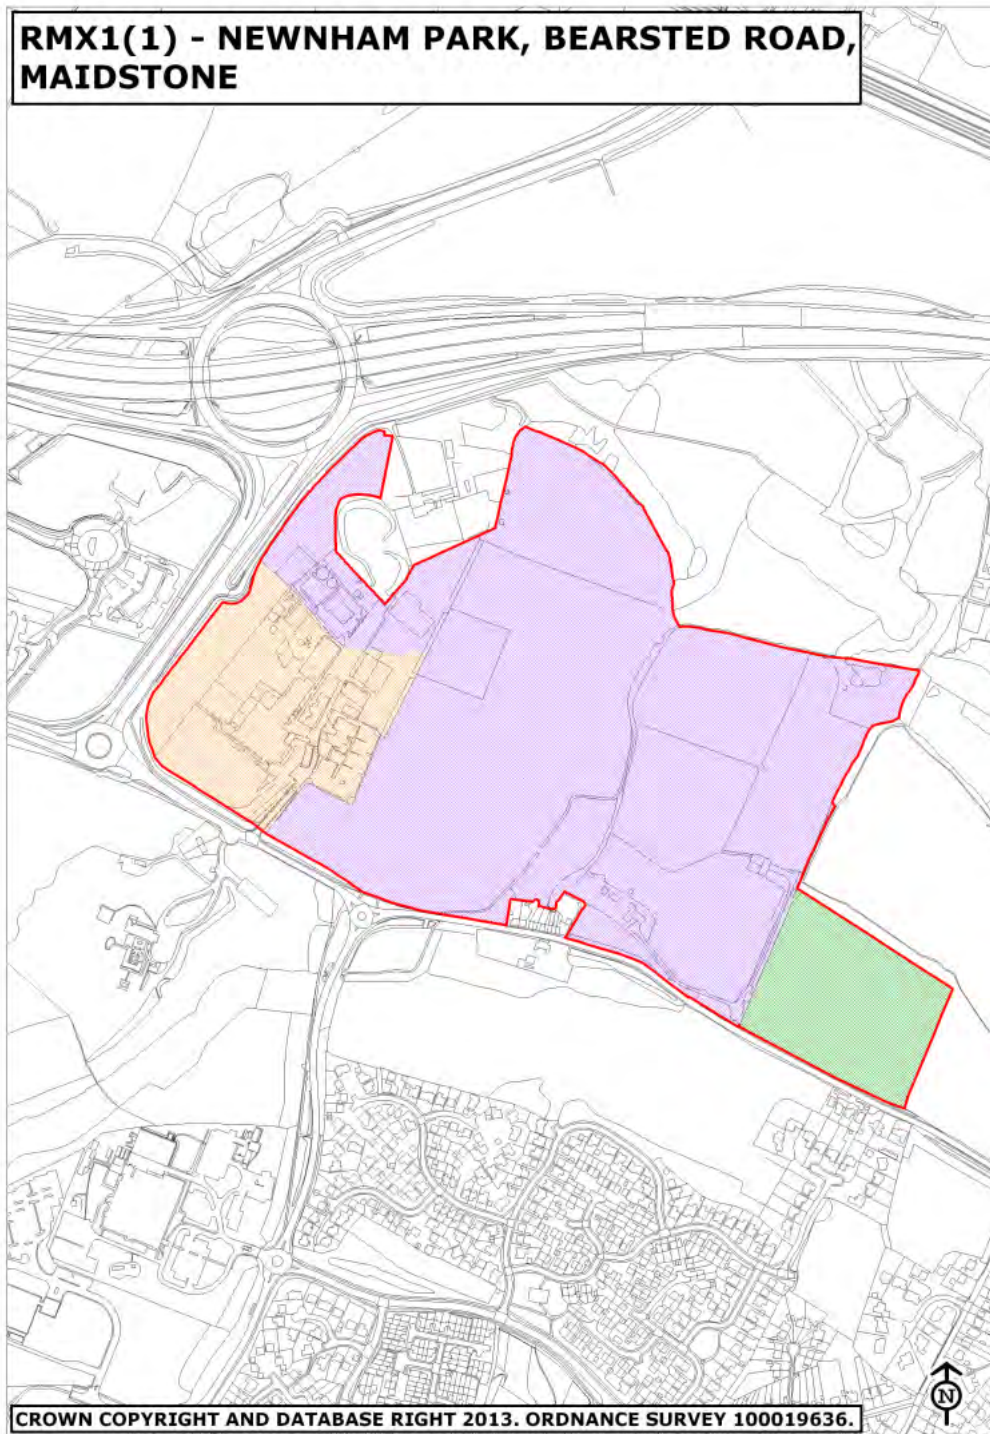 RMX1(1) - NEWNHAM PARK, BEARSTED ROAD,
MAIDSTONE
N
CROWN COPYRIGHT AND DATABASE RIGHT 2013. ORDNANCE SURVEY 100019636.